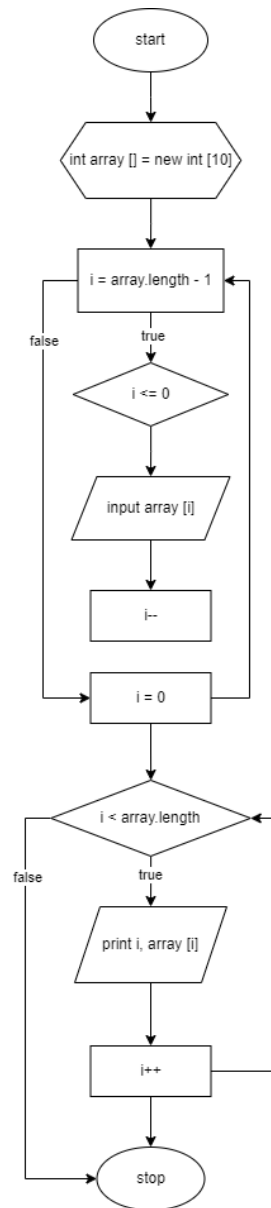 start
int array [] = new int [10]
i = array.length - 1
false
true
i <= 0
input array [i]
i--
i = 0
i < array.length
false
true
print i, array [i]
i++
stop